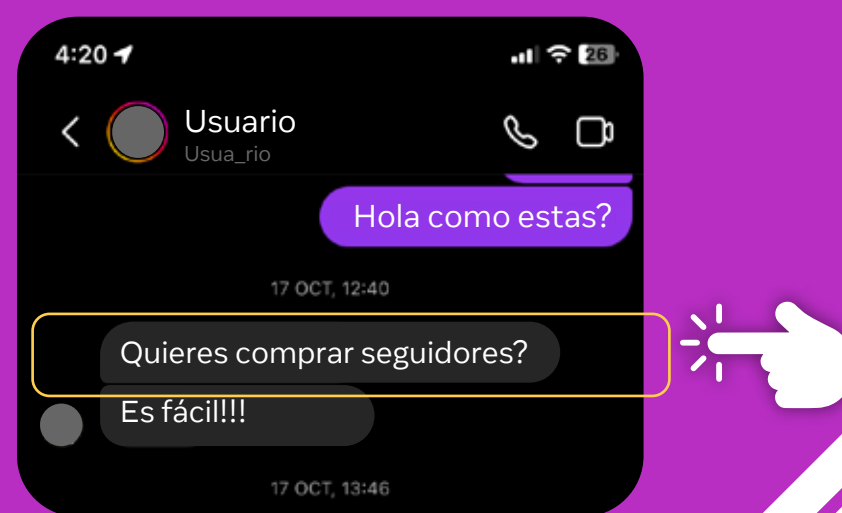 4:20
26
Usuario
Usua_rio
Hola como estas?
17 OCT, 12:40
Quieres comprar seguidores?
Es fácil!!!
17 OCT, 13:46